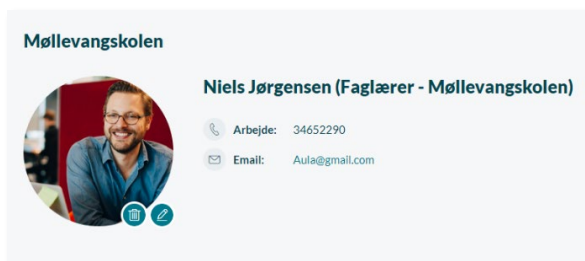 Møllevangskolen
Niels Jørgensen (Faglærer - Møllevangskolen)
Arbejde: 34652290
Email: Aula@gmail.com